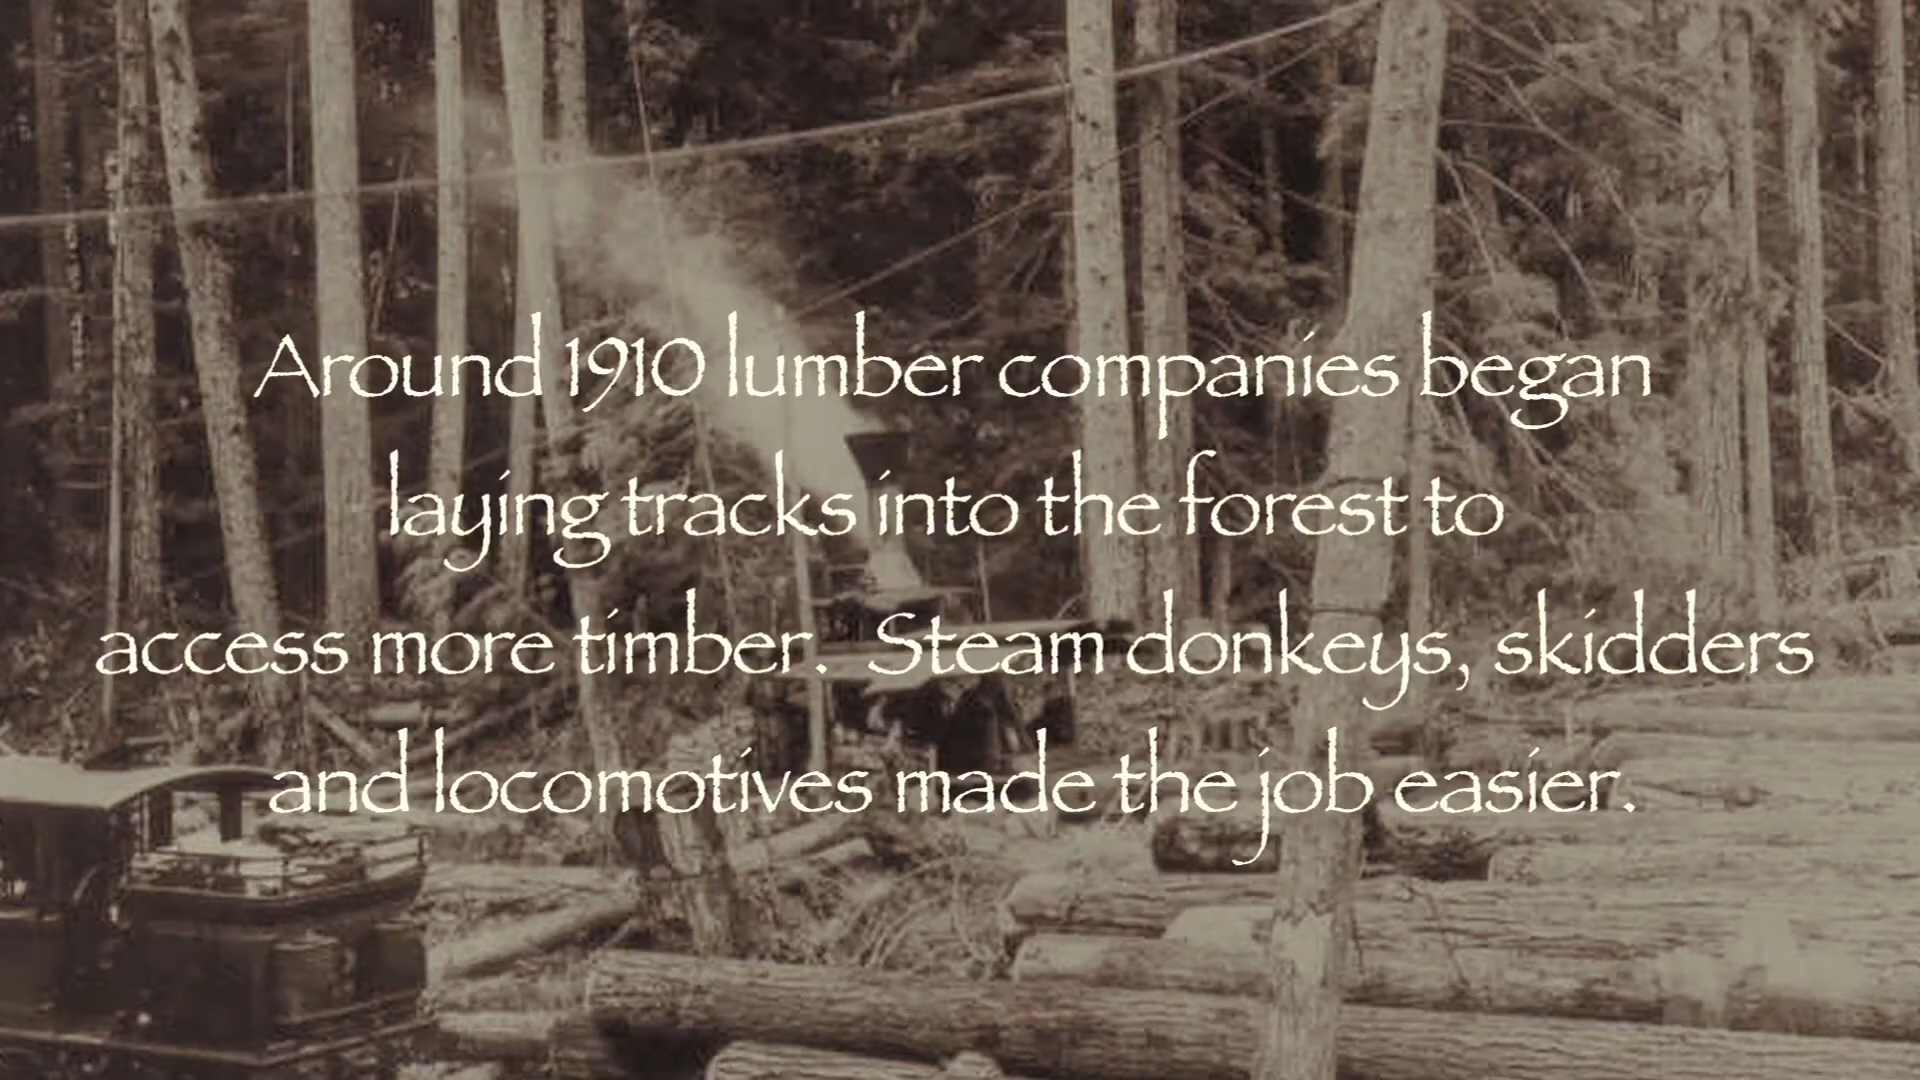 Around 1910 lumber companies began
laying tracks into the forest to
access more timber.  Steam donkeys, skidders
and locomotives made the job easier.